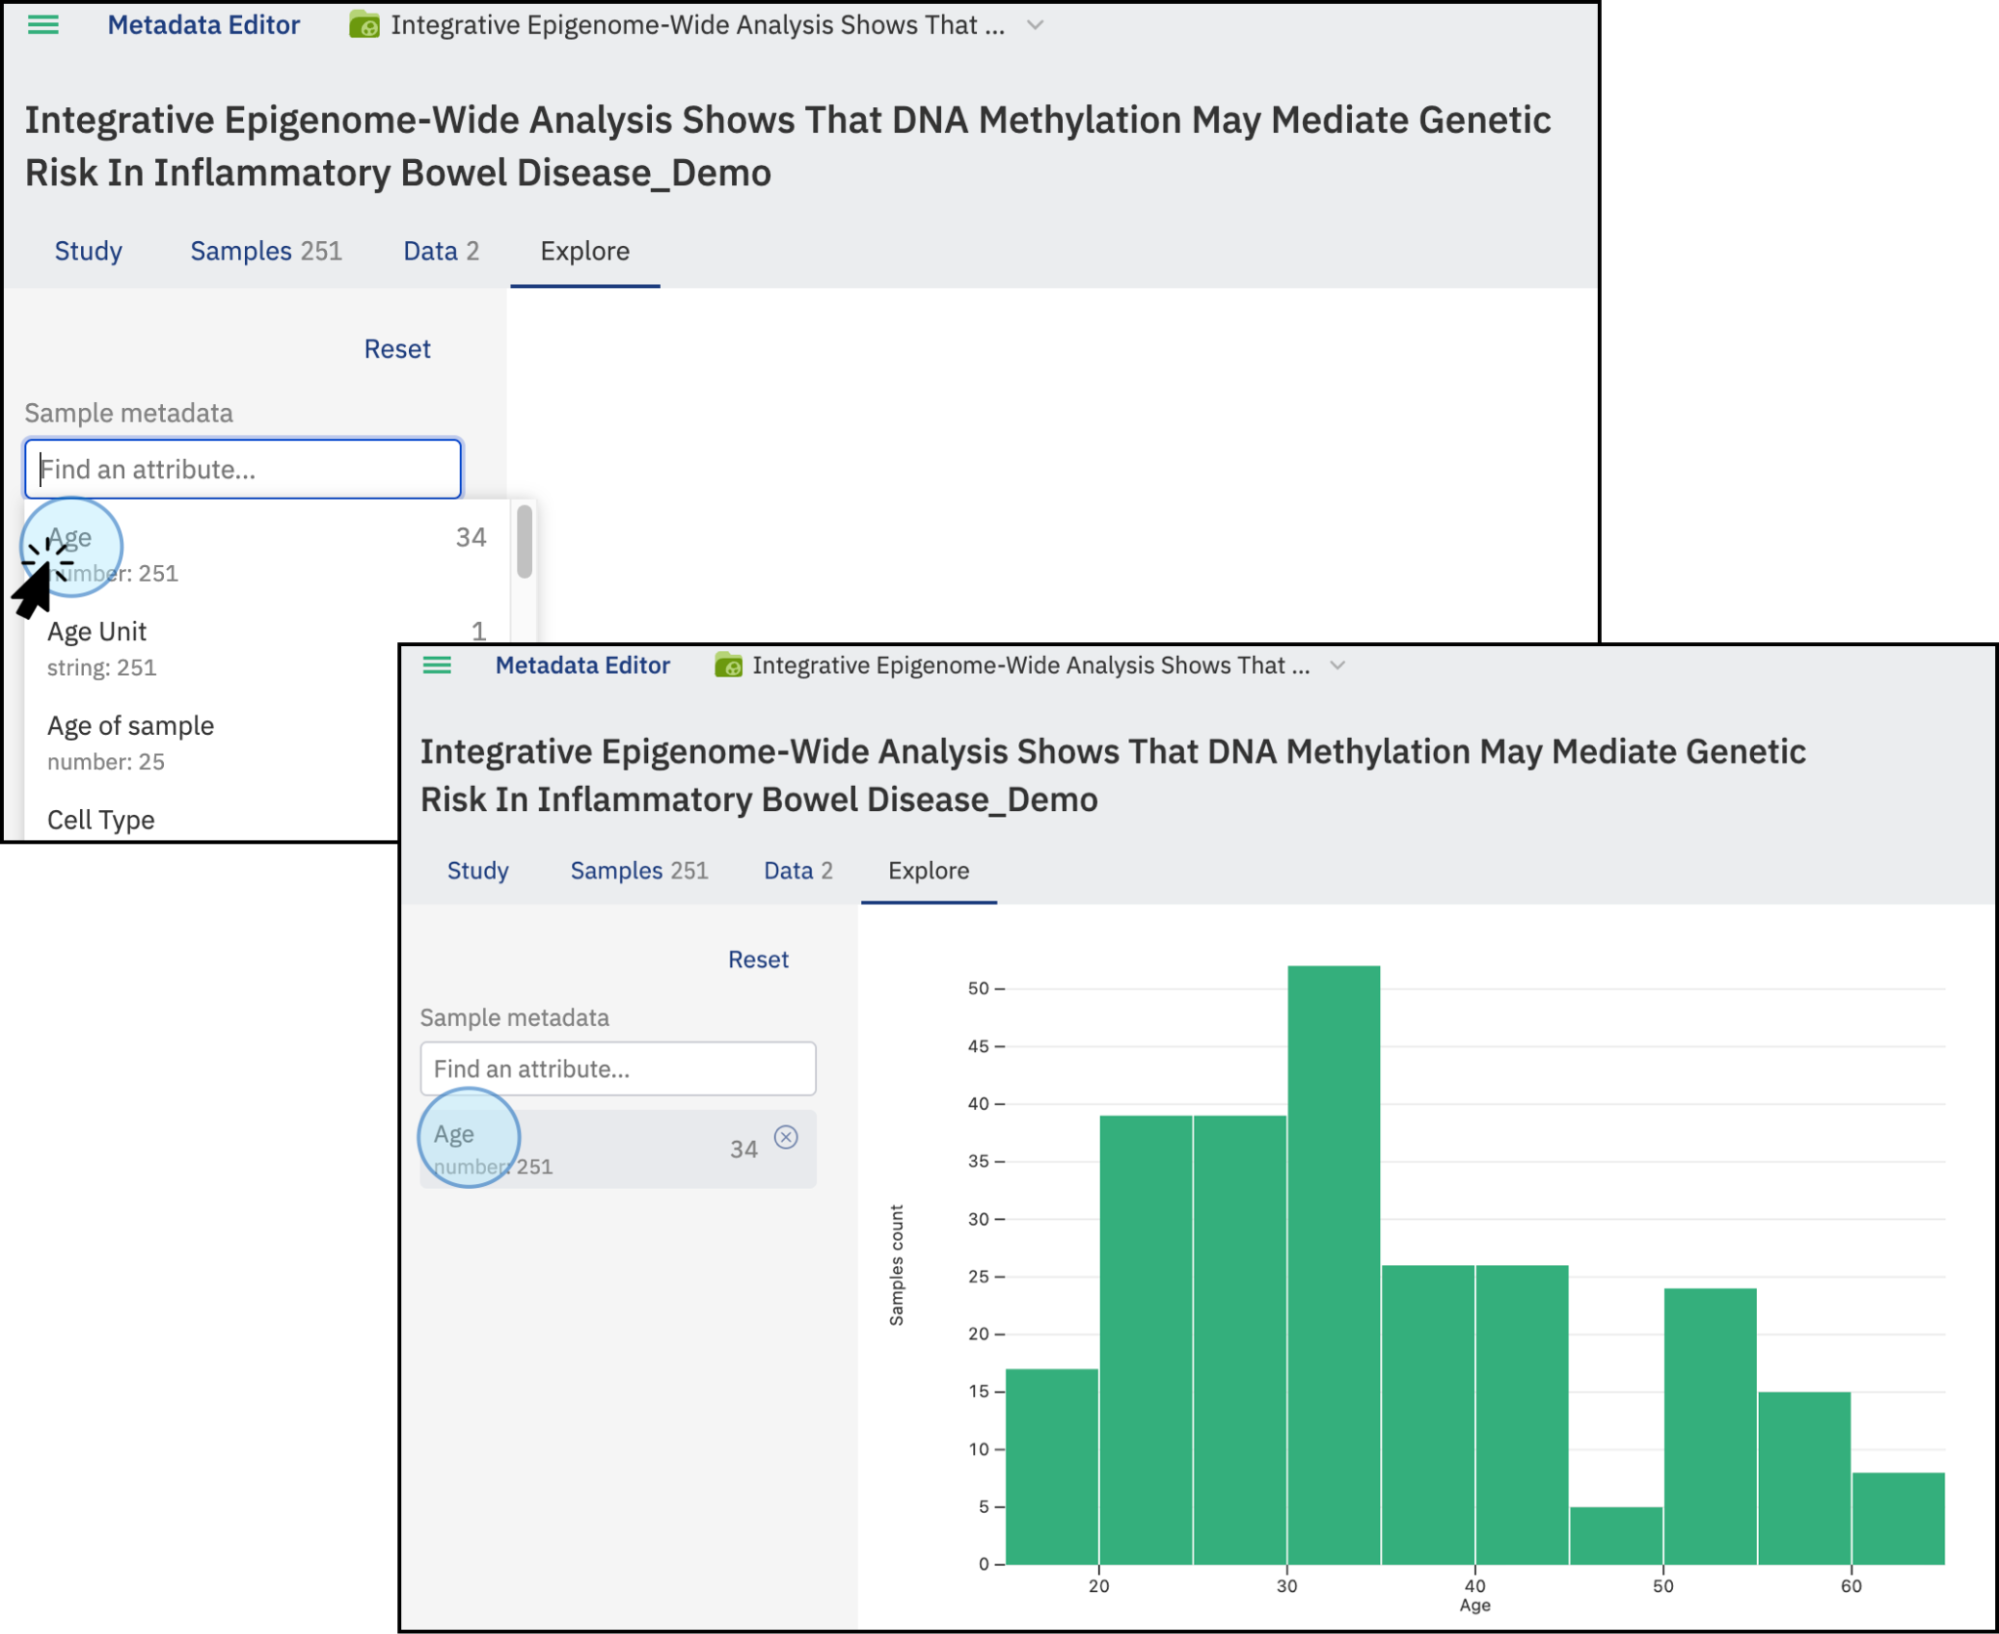 Metadata Editor Integrative Epigenome-Wide Analysis Shows That ...
Integrative Epigenome-Wide Analysis Shows That DNA Methylation May Mediate Genetic
Risk In Inflammatory Bowel Disease_Demo
Study Samples 251 Data 2 Explore
Reset
Sample metadata
Find an attribute...
Age 34
number: 251
Age Unit 1
string: 251
Age of sample
number: 25
Cell Type
Metadata Editor Integrative Epigenome-Wide Analysis Shows That ...
Integrative Epigenome-Wide Analysis Shows That DNA Methylation May Mediate Genetic
Risk In Inflammatory Bowel Disease_Demo
Study Samples 251 Data 2 Explore
Reset
Sample metadata
Find an attribute...
Age 34
number: 251
Samples count
50
45
40
35
30
25
20
15
10
5
0
20 30 40 50 60
Age